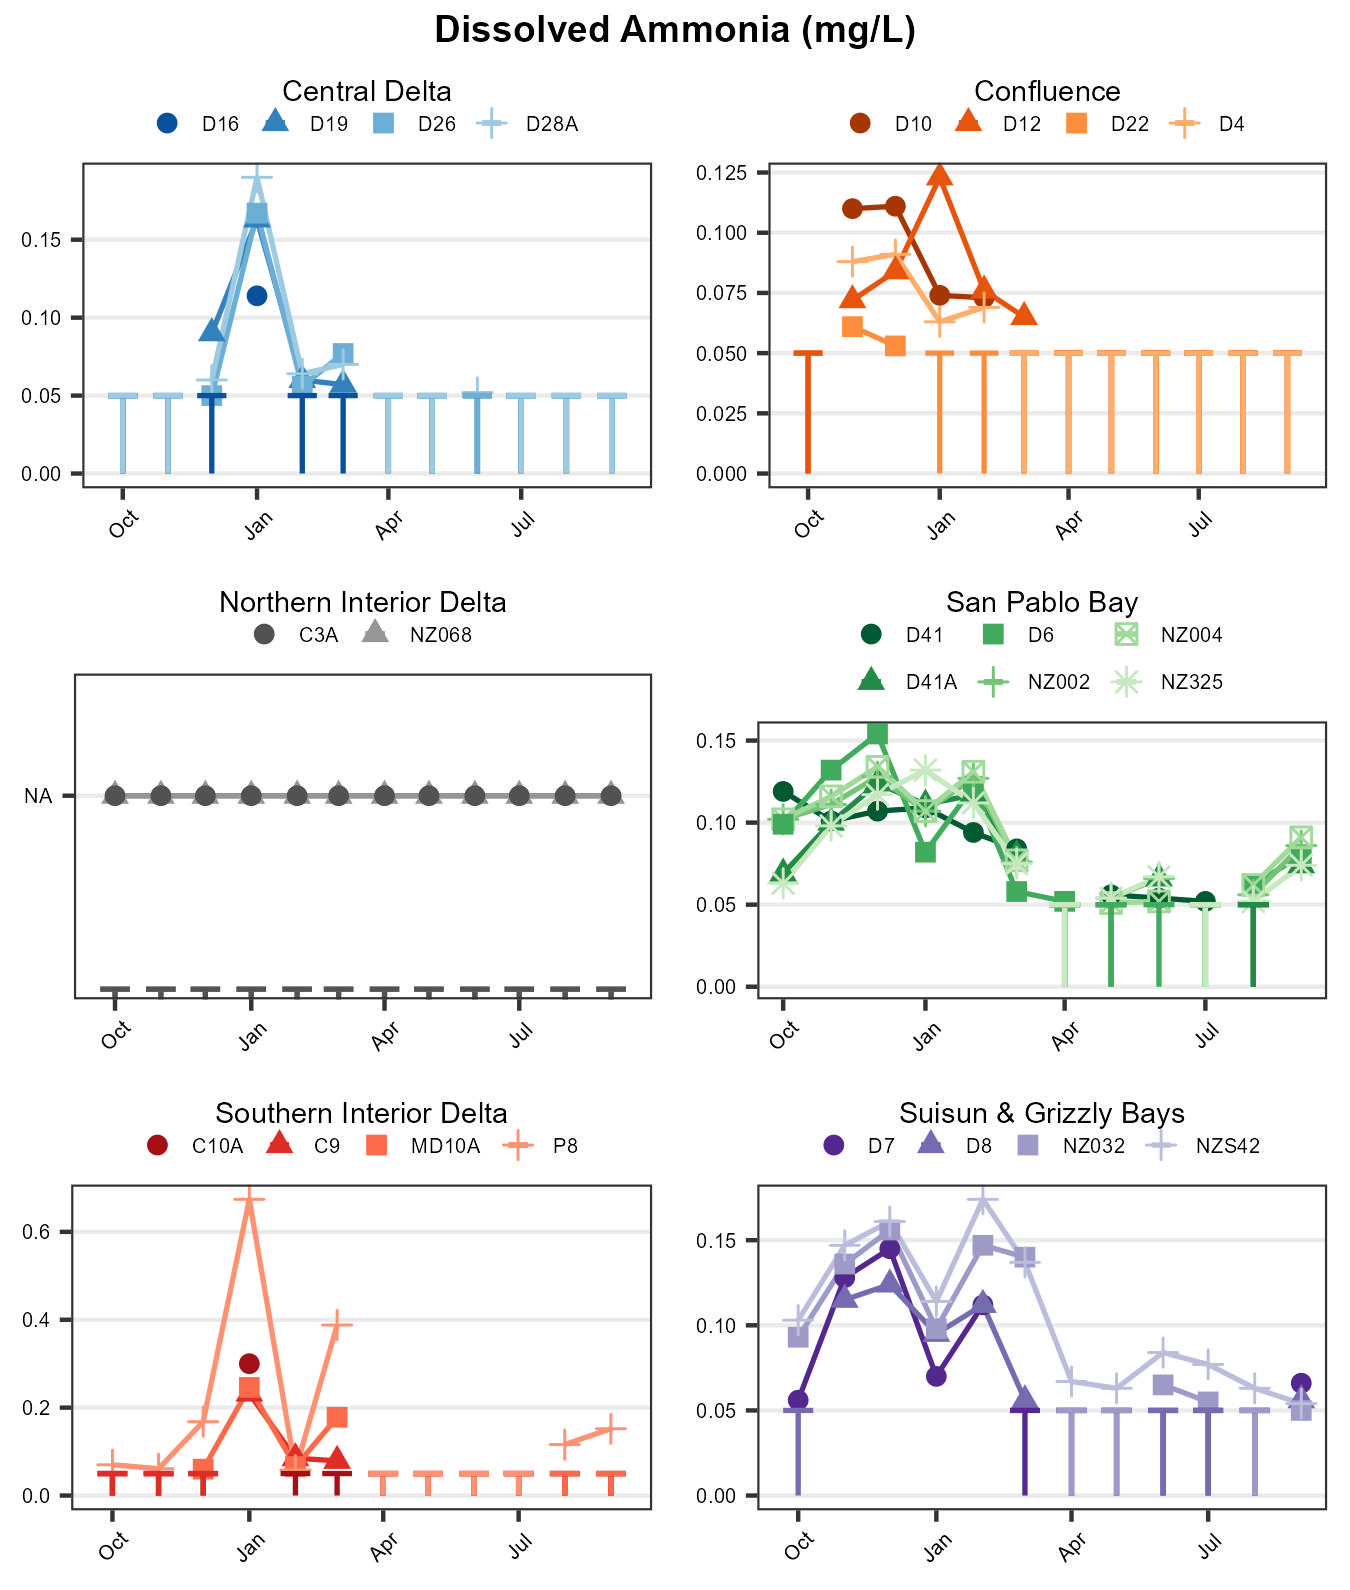 Dissolved Ammonia (mg/L)
Central Delta
D16 D19 D26 D28A
0.15
0.10
0.05
0.00
Oct Jan Apr Jul
Confluence
D10 D12 D22 D4
0.125
0.100
0.075
0.050
0.025
0.000
Oct Jan Apr Jul
Northern Interior Delta
C3A NZ068
NA
Oct Jan Apr Jul
San Pablo Bay
D41 D6 NZ004
D41A NZ002 NZ325
0.15
0.10
0.05
0.00
Oct Jan Apr Jul
Southern Interior Delta
C10A C9 MD10A P8
0.6
0.4
0.2
0.0
Oct Jan Apr Jul
Suisun & Grizzly Bays
D7 D8 NZ032 NZS42
0.15
0.10
0.05
0.00
Oct Jan Apr Jul